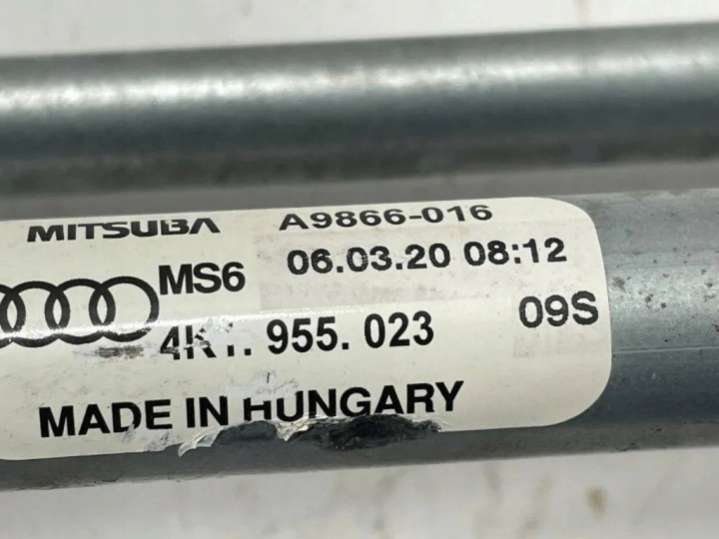 MITSUBA A9866-016
MS6 06.03.20 08:12
955. 023 09S
MADE IN HUNGARY